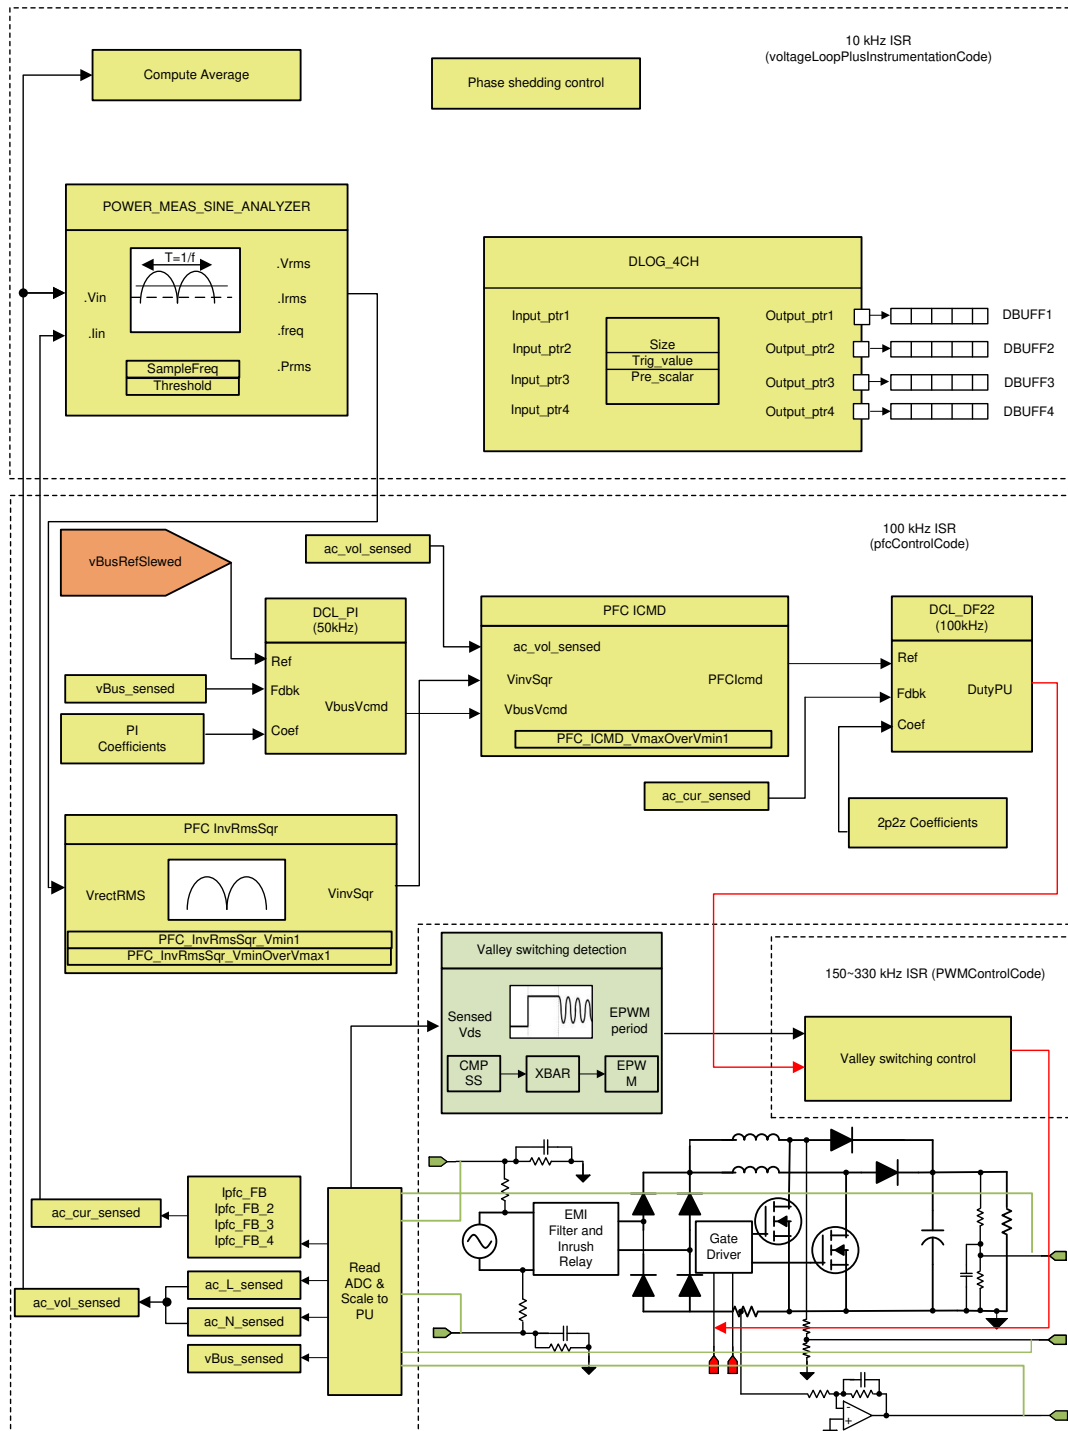 10 kHz ISR
(voltageLoopPlusInstrumentationCode)
Compute Average
Phase shedding control
POWER_MEAS_SINE_ANALYZER
T=1/f
.Vin
.Iin
.Vrms
.Irms
.freq
.Prms
SampleFreq
Threshold
DLOG_4CH
Input_ptr1
Input_ptr2
Input_ptr3
Input_ptr4
Size
Trig_value
Pre_scalar
Output_ptr1
Output_ptr2
Output_ptr3
Output_ptr4
DBUFF1
DBUFF2
DBUFF3
DBUFF4
100 kHz ISR
(pfcControlCode)
vBusRefSlewed
ac_vol_sensed
DCL_PI
(50kHz)
Ref
Fdbk
Coef
VbusVcmd
vBus_sensed
PI
Coefficients
PFC ICMD
ac_vol_sensed
VinvSqr
VbusVcmd
PFCIcmd
PFC_ICMD_VmaxOverVmin1
DCL_DF22
(100kHz)
Ref
Fdbk
Coef
DutyPU
ac_cur_sensed
2p2z Coefficients
PFC InvRmsSqr
VrectRMS
VinvSqr
PFC_InvRmsSqr_Vmin1
PFC_InvRmsSqr_VminOverVmax1
Valley switching detection
Sensed
Vds
EPWM
period
CMP
SS
XBAR
EPW
M
150~330 kHz ISR (PWMControlCode)
Valley switching control
Ipfc_FB
Ipfc_FB_2
Ipfc_FB_3
Ipfc_FB_4
ac_cur_sensed
ac_L_sensed
ac_N_sensed
ac_vol_sensed
vBus_sensed
Read
ADC &
Scale to
PU
EMI
Filter and
Inrush
Relay
Gate
Driver
-
+